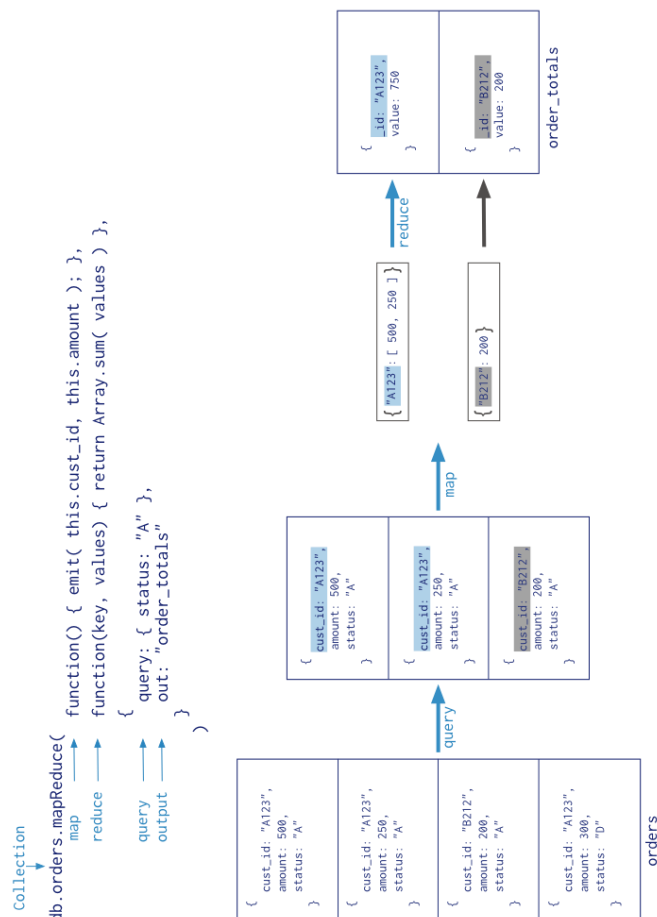 Collection
db.orders.mapReduce(
map function() { emit( this.cust_id, this.amount ); },
reduce function(key, values) { return Array.sum( values ) },
{
query query: { status: "A" },
output out: "order_totals"
}
)
{
cust_id: "A123",
amount: 500,
status: "A"
}
{
cust_id: "A123",
amount: 250,
status: "A"
}
{
cust_id: "B212",
amount: 200,
status: "A"
}
{
cust_id: "A123",
amount: 300,
status: "D"
}
orders
query
{
cust_id: "A123",
amount: 500,
status: "A"
}
{
cust_id: "A123",
amount: 250,
status: "A"
}
{
cust_id: "B212",
amount: 200,
status: "A"
}
map
{"A123": [ 500, 250 ]}
{"B212": 200}
reduce
{
_id: "A123",
value: 750
}
{
_id: "B212",
value: 200
}
order_totals